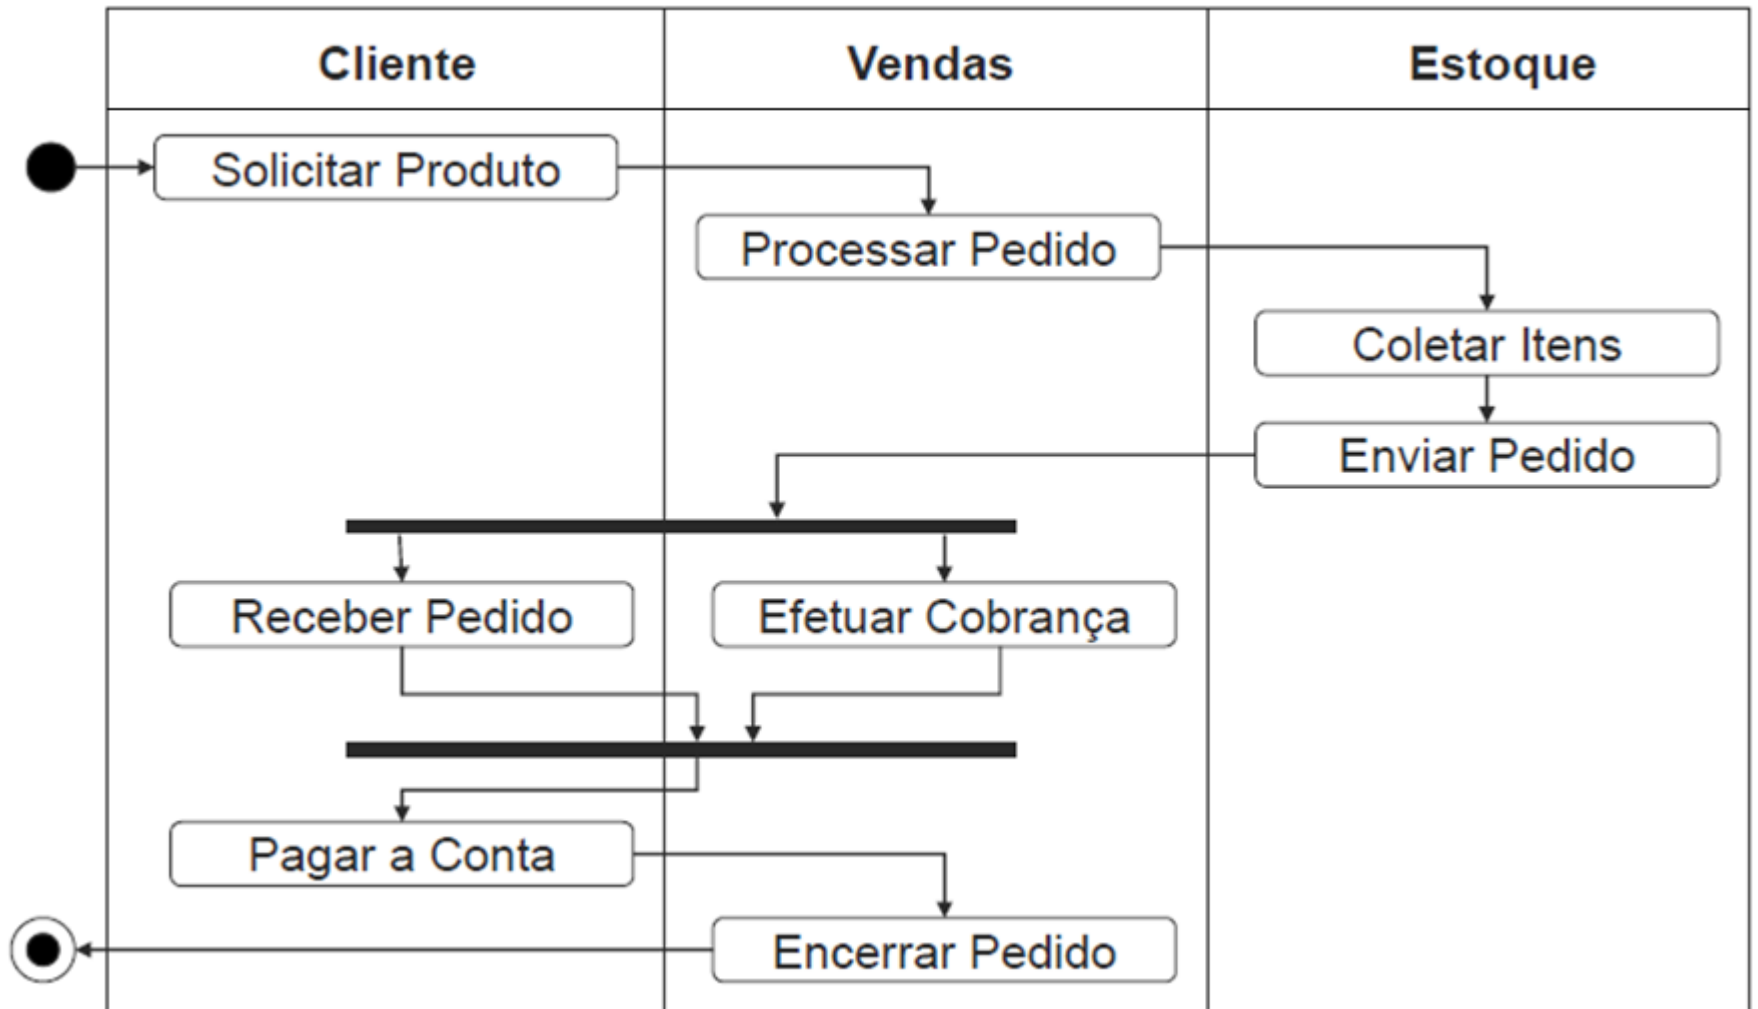 Cliente
Vendas
Estoque
Solicitar Produto
Processar Pedido
Coletar Itens
Enviar Pedido
Receber Pedido
Efetuar Cobrança
Pagar a Conta
Encerrar Pedido